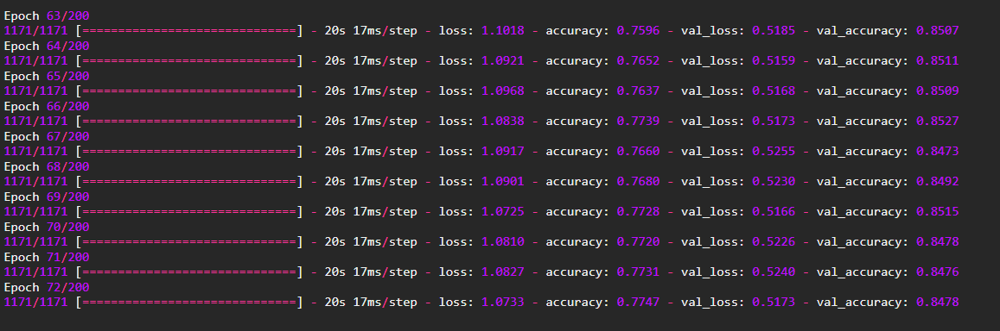 Epoch 63/200
1171/1171 [==============================] - 20s 17ms/step - loss: 1.1018 - accuracy: 0.7596 - val_loss: 0.5185 - val_accuracy: 0.8507
Epoch 64/200
1171/1171 [==============================] - 20s 17ms/step - loss: 1.0921 - accuracy: 0.7652 - val_loss: 0.5159 - val_accuracy: 0.8511
Epoch 65/200
1171/1171 [==============================] - 20s 17ms/step - loss: 1.0968 - accuracy: 0.7637 - val_loss: 0.5168 - val_accuracy: 0.8509
Epoch 66/200
1171/1171 [==============================] - 20s 17ms/step - loss: 1.0838 - accuracy: 0.7739 - val_loss: 0.5173 - val_accuracy: 0.8527
Epoch 67/200
1171/1171 [==============================] - 20s 17ms/step - loss: 1.0917 - accuracy: 0.7660 - val_loss: 0.5255 - val_accuracy: 0.8473
Epoch 68/200
1171/1171 [==============================] - 20s 17ms/step - loss: 1.0901 - accuracy: 0.7680 - val_loss: 0.5230 - val_accuracy: 0.8492
Epoch 69/200
1171/1171 [==============================] - 20s 17ms/step - loss: 1.0725 - accuracy: 0.7728 - val_loss: 0.5166 - val_accuracy: 0.8515
Epoch 70/200
1171/1171 [==============================] - 20s 17ms/step - loss: 1.0810 - accuracy: 0.7720 - val_loss: 0.5226 - val_accuracy: 0.8478
Epoch 71/200
1171/1171 [==============================] - 20s 17ms/step - loss: 1.0827 - accuracy: 0.7731 - val_loss: 0.5240 - val_accuracy: 0.8476
Epoch 72/200
1171/1171 [==============================] - 20s 17ms/step - loss: 1.0733 - accuracy: 0.7747 - val_loss: 0.5173 - val_accuracy: 0.8478